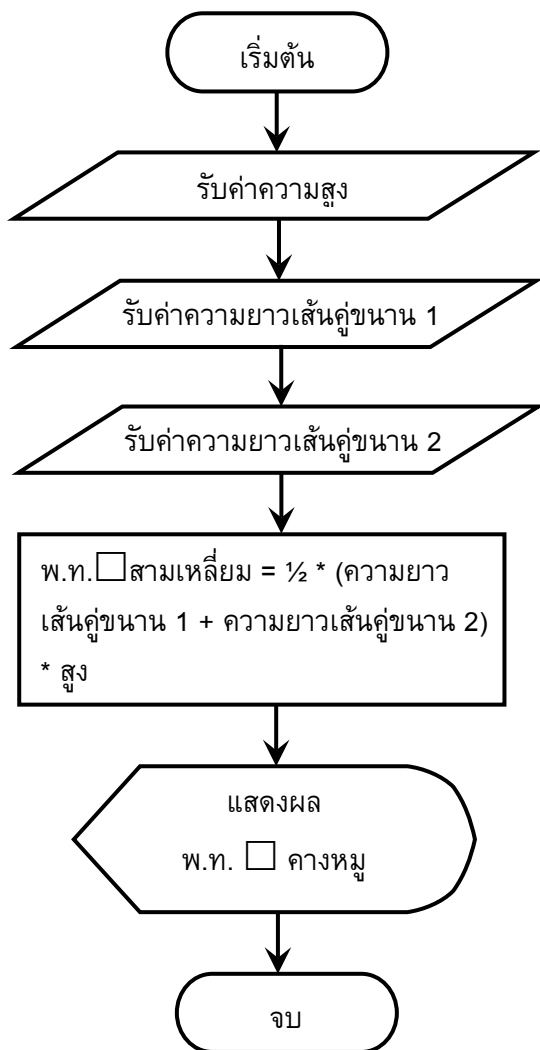 เริ่มต้น
รับค่าความสูง
รับค่าความยาวเส้นคู่ขนาน 1
รับค่าความยาวเส้นคู่ขนาน 2
พ.ท.□สามเหลี่ยม = ½ * (ความยาว
เส้นคู่ขนาน 1 + ความยาวเส้นคู่ขนาน 2)
* สูง
แสดงผล
พ.ท. □ คางหมู
จบ